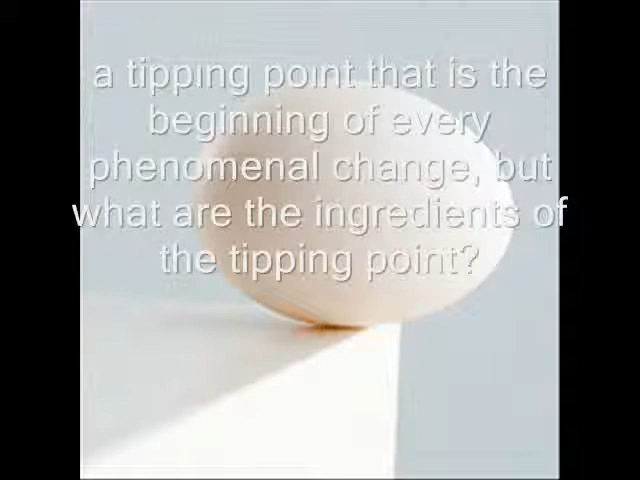 a tipping point that is the
beginning of every
phenomenal change, but
what are the ingredients of
the tipping point?